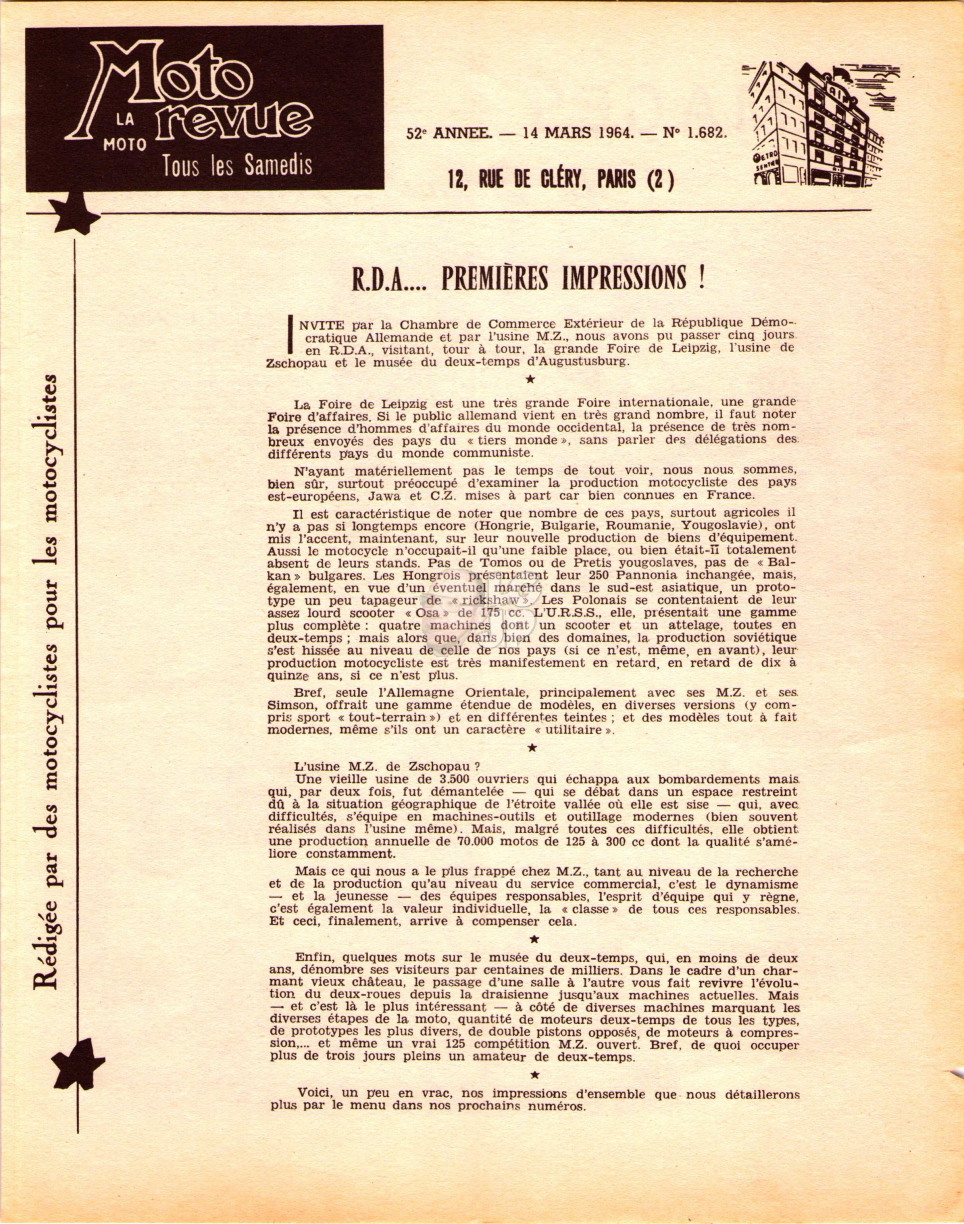 Moto
revue
LA
MOTO
Tous les Samedis
52e ANNEE. — 14 MARS 1964. — N° 1.682.
12, RUE DE CLÉRY, PARIS (2)
METRO
SENTIER
Rédigée par des motocyclistes pour les motocyclistes
R.D.A.... PREMIÈRES IMPRESSIONS !
INVITE par la Chambre de Commerce Extérieur de la République Démo-
cratique Allemande et par l'usine M.Z., nous avons pu passer cinq jours
en R.D.A., visitant, tour à tour, la grande Foire de Leipzig, l'usine de
Zschopau et le musée du deux-temps d'Augustusburg.
★
La Foire de Leipzig est une très grande Foire internationale, une grande
Foire d'affaires. Si le public allemand vient en très grand nombre, il faut noter
la présence d'hommes d'affaires du monde occidental, la présence de très nom-
breux envoyés des pays du « tiers monde », sans parler des délégations des
différents pays du monde communiste.
N'ayant matériellement pas le temps de tout voir, nous nous sommes,
bien sûr, surtout préoccupé d'examiner la production motocycliste des pays
est-européens, Jawa et C.Z. mises à part car bien connues en France.
Il est caractéristique de noter que nombre de ces pays, surtout agricoles il
n'y a pas si longtemps encore (Hongrie, Bulgarie, Roumanie, Yougoslavie), ont
mis l'accent, maintenant, sur leur nouvelle production de biens d'équipement.
Aussi le motocycle n'occupait-il qu'une faible place, ou bien était-il totalement
absent de leurs stands. Pas de Tomos ou de Pretis yougoslaves, pas de « Bal-
kan » bulgares. Les Hongrois présentaient leur 250 Pannonia inchangée, mais,
également, en vue d'un éventuel marché dans le sud-est asiatique, un proto-
type un peu tapageur de « rickshaw ». Les Polonais se contentaient de leur
assez lourd scooter « Osa » de 175 cc. L'U.R.S.S., elle, présentait une gamme
plus complète : quatre machines dont un scooter et un attelage, toutes en
deux-temps ; mais alors que, dans bien des domaines, la production soviétique
s'est hissée au niveau de celle de nos pays (si ce n'est, même, en avant), leur
production motocycliste est très manifestement en retard, en retard de dix à
quinze ans, si ce n'est plus.
Bref, seule l'Allemagne Orientale, principalement avec ses M.Z. et ses
Simson, offrait une gamme étendue de modèles, en diverses versions (y com-
pris sport « tout-terrain ») et en différentes teintes ; et des modèles tout à fait
modernes, même s'ils ont un caractère « utilitaire ».
★
L'usine M.Z. de Zschopau ?
Une vieille usine de 3.500 ouvriers qui échappa aux bombardements mais
qui, par deux fois, fut démantelée — qui se débat dans un espace restreint
dû à la situation géographique de l'étroite vallée où elle est sise — qui, avec
difficultés, s'équipe en machines-outils et outillage modernes (bien souvent
réalisés dans l'usine même). Mais, malgré toutes ces difficultés, elle obtient
une production annuelle de 70.000 motos de 125 à 300 cc dont la qualité s'amé-
liore constamment.
Mais ce qui nous a le plus frappé chez M.Z., tant au niveau de la recherche
et de la production qu'au niveau du service commercial, c'est le dynamisme
— et la jeunesse — des équipes responsables, l'esprit d'équipe qui y règne,
c'est également la valeur individuelle, la « classe » de tous ces responsables.
Et ceci, finalement, arrive à compenser cela.
★
Enfin, quelques mots sur le musée du deux-temps, qui, en moins de deux
ans, dénombre ses visiteurs par centaines de milliers. Dans le cadre d'un char-
mant vieux château, le passage d'une salle à l'autre vous fait revivre l'évolu-
tion du deux-roues depuis la draisienne jusqu'aux machines actuelles. Mais
— et c'est là le plus intéressant — à côté de diverses machines marquant les
diverses étapes de la moto, quantité de moteurs deux-temps de tous les types,
de prototypes les plus divers, de double pistons opposés, de moteurs à compres-
sion,... et même un vrai 125 compétition M.Z. ouvert. Bref, de quoi occuper
plus de trois jours pleins un amateur de deux-temps.
★
Voici, un peu en vrac, nos impressions d'ensemble que nous détaillerons
plus par le menu dans nos prochains numéros.